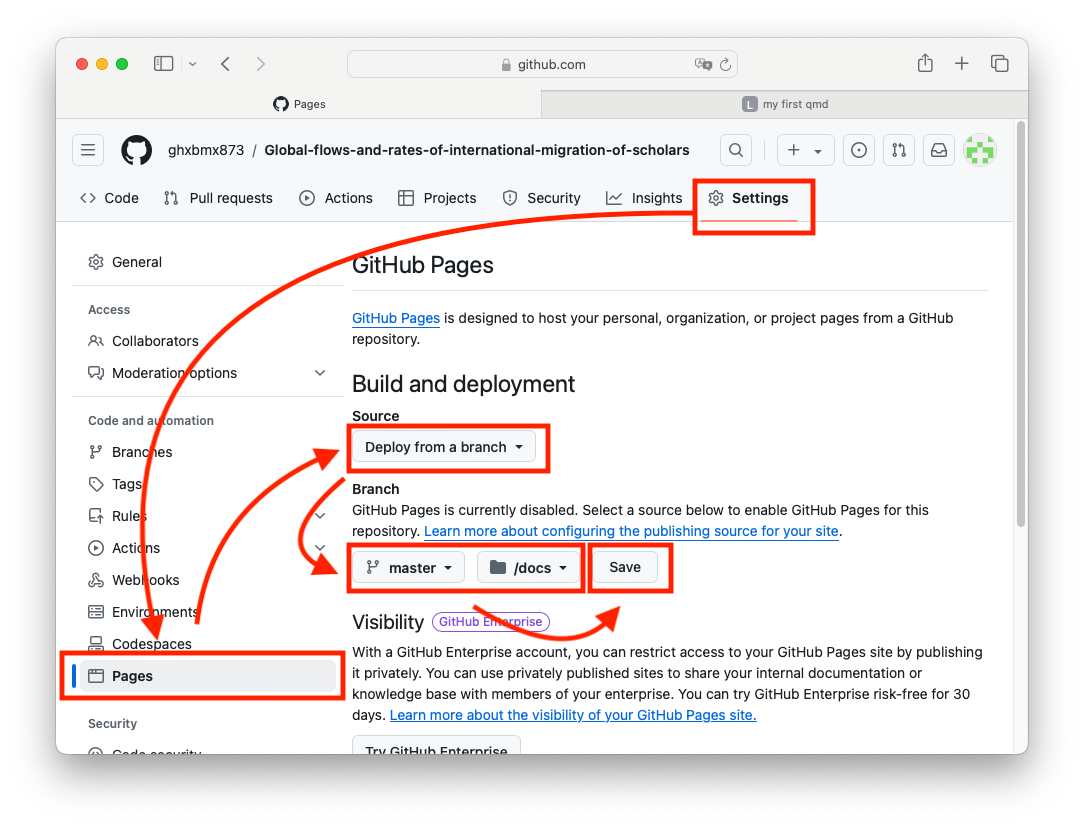 github.com
Pages
L my first qmd
ghxbmx873 / Global-flows-and-rates-of-international-migration-of-scholars
Code Pull requests Actions Projects Security Insights Settings
General
Access
Collaborators
Moderation options
Code and automation
Branches
Tags
Rules
Actions
Webhooks
Environments
Codespaces
Pages
Security
Code security
GitHub Pages
GitHub Pages is designed to host your personal, organization, or project pages from a GitHub
repository.
Build and deployment
Source
Deploy from a branch
Branch
GitHub Pages is currently disabled. Select a source below to enable GitHub Pages for this
repository. Learn more about configuring the publishing source for your site.
master /docs Save
Visibility GitHub Enterprise
With a GitHub Enterprise account, you can restrict access to your GitHub Pages site by publishing
it privately. You can use privately published sites to share your internal documentation or
knowledge base with members of your enterprise. You can try GitHub Enterprise risk-free for 30
days. Learn more about the visibility of your GitHub Pages site.
Try GitHub Enterprise